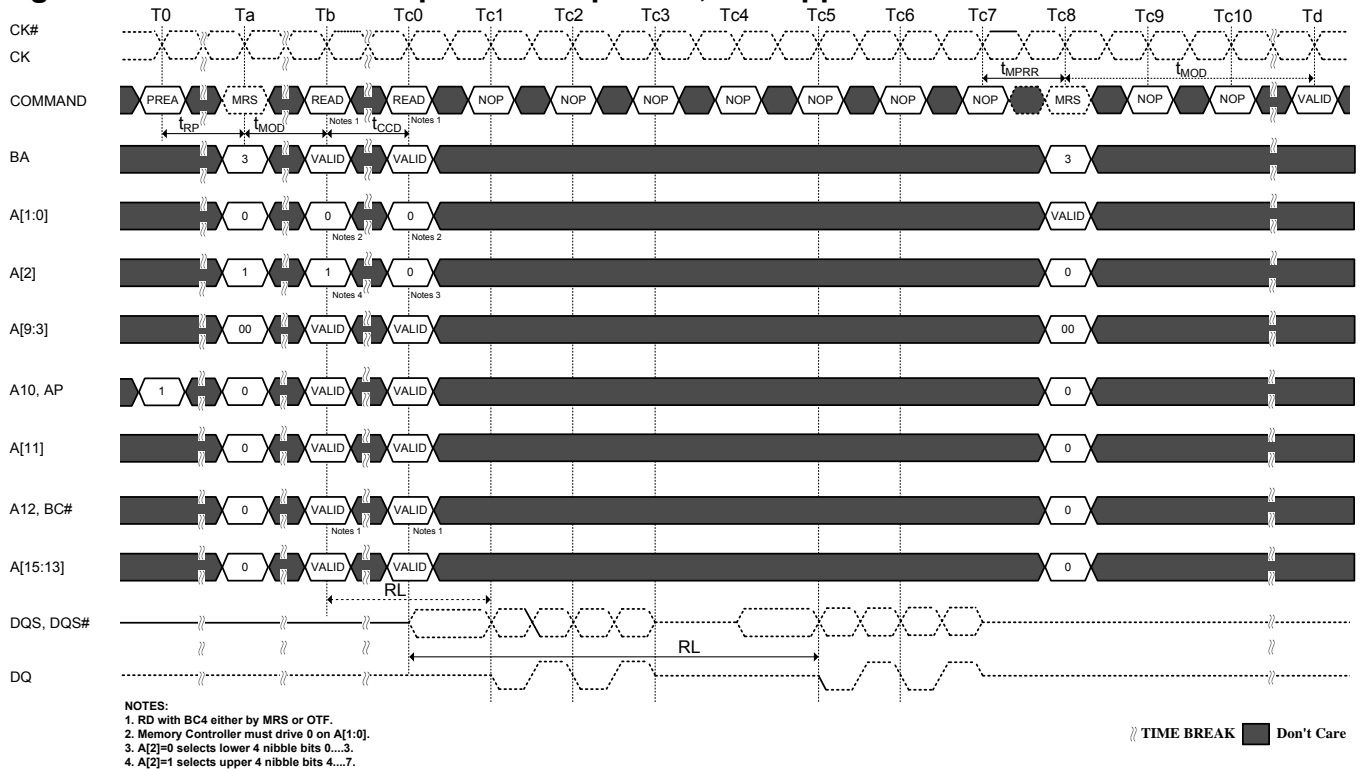 T0 Ta Tb Tc0 Tc1 Tc2 Tc3 Tc4 Tc5 Tc6 Tc7 Tc8 Tc9 Tc10 Td
CK#
CK
tMPRR tMOD
COMMAND PREA MRS READ READ NOP NOP NOP NOP NOP NOP NOP MRS NOP NOP VALID
Notes 1 Notes 1
tRP tMOD tCCD
BA 3 VALID VALID 3
A[1:0] 0 0 0 VALID
Notes 2 Notes 2
A[2] 1 1 0 0
Notes 4 Notes 3
A[9:3] 00 VALID VALID 00
A10, AP 1 0 VALID VALID 0
A[11] 0 VALID VALID 0
A12, BC# 0 VALID VALID 0
Notes 1 Notes 1
A[15:13] 0 VALID VALID 0
RL
DQS, DQS#
RL
DQ
NOTES:
1. RD with BC4 either by MRS or OTF.
2. Memory Controller must drive 0 on A[1:0].
3. A[2]=0 selects lower 4 nibble bits 0....3.
4. A[2]=1 selects upper 4 nibble bits 4....7.
TIME BREAK Don't Care